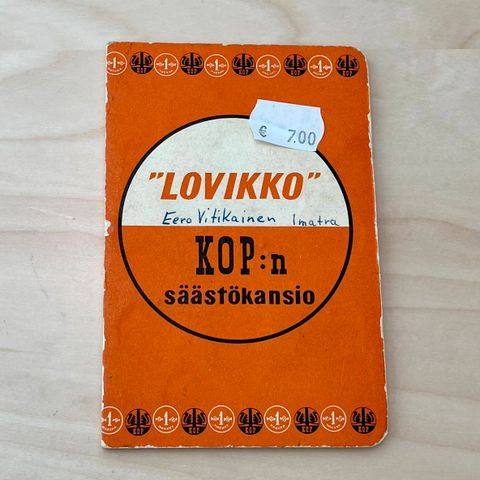 € 7.00
"LOVIKKO"
Eero Vitikainen Imatra
KOP:n
säästökansio